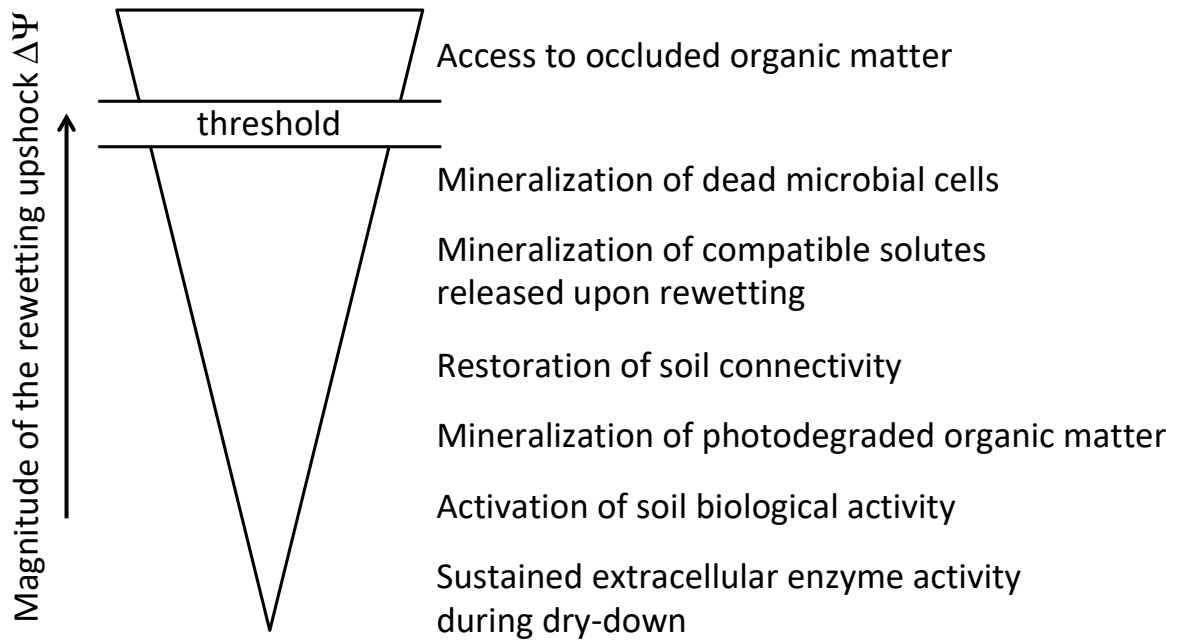 Magnitude of the rewetting upshock ΔΨ
Access to occluded organic matter
threshold
Mineralization of dead microbial cells
Mineralization of compatible solutes
released upon rewetting
Restoration of soil connectivity
Mineralization of photodegraded organic matter
Activation of soil biological activity
Sustained extracellular enzyme activity
during dry-down